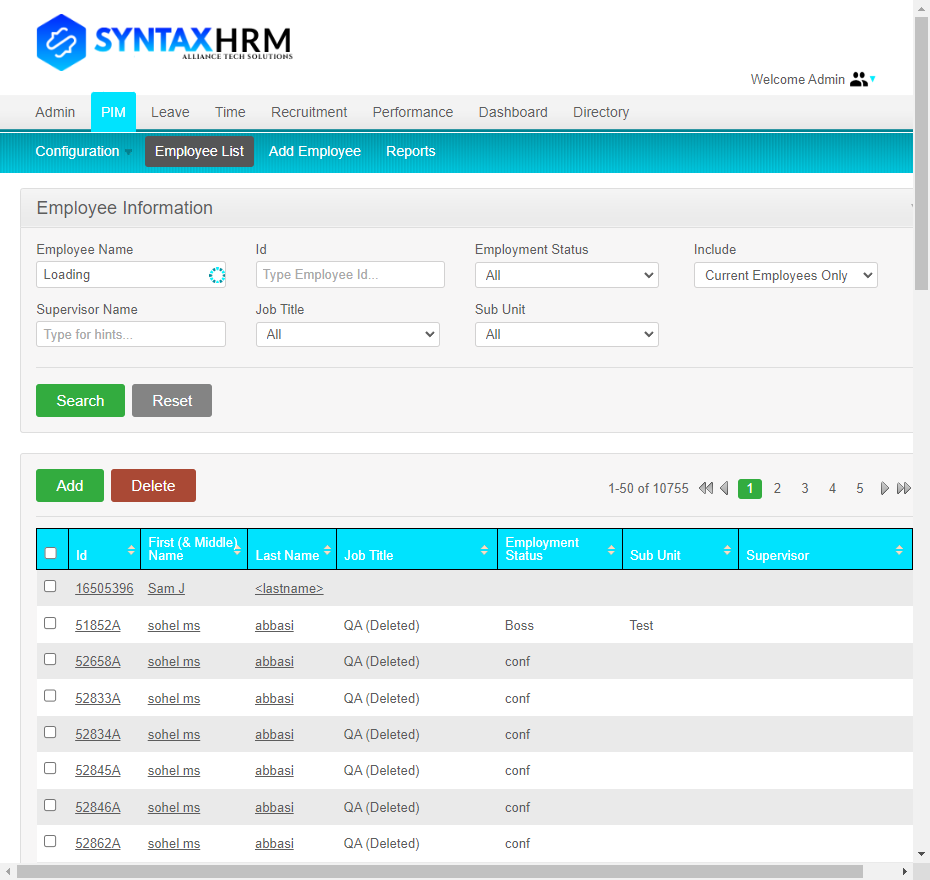 SYNTAXHRM
ALLIANCE TECH SOLUTIONS
Welcome Admin
Admin PIM Leave Time Recruitment Performance Dashboard Directory
Configuration Employee List Add Employee Reports
Employee Information
Employee Name Id Employment Status Include
Loading Type Employee Id... All Current Employees Only
Supervisor Name Job Title Sub Unit
Type for hints... All All
Search Reset
Add Delete 1-50 of 10755 1 2 3 4 5
Id First (& Middle) Name Last Name Job Title Employment Status Sub Unit Supervisor
16505396 Sam J <lastname>
51852A sohel ms abbasi QA (Deleted) Boss Test
52658A sohel ms abbasi QA (Deleted) conf
52833A sohel ms abbasi QA (Deleted) conf
52834A sohel ms abbasi QA (Deleted) conf
52845A sohel ms abbasi QA (Deleted) conf
52846A sohel ms abbasi QA (Deleted) conf
52862A sohel ms abbasi QA (Deleted) conf